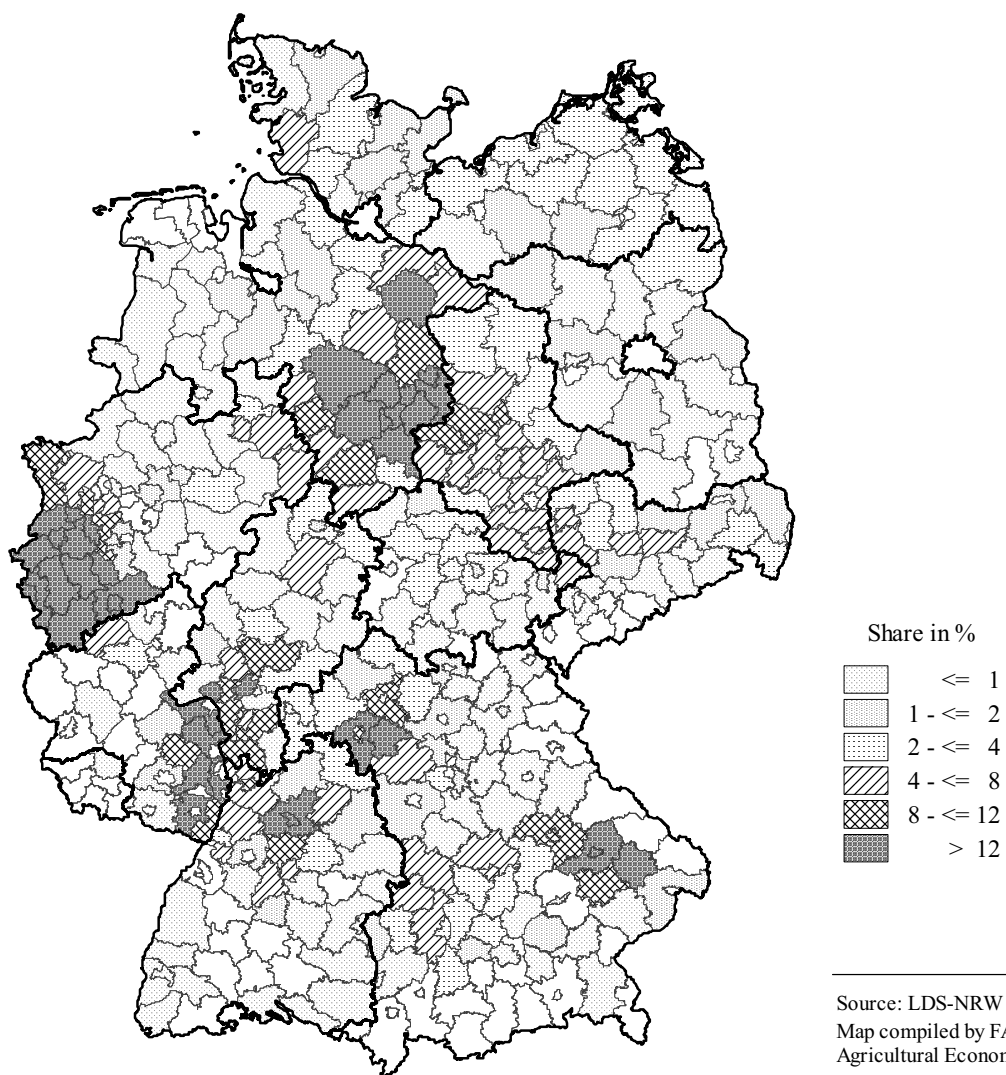 Share in %
<= 1
1 - <= 2
2 - <= 4
4 - <= 8
8 - <= 12
> 12
Source: LDS-NRW
Map compiled by FA
Agricultural Econom